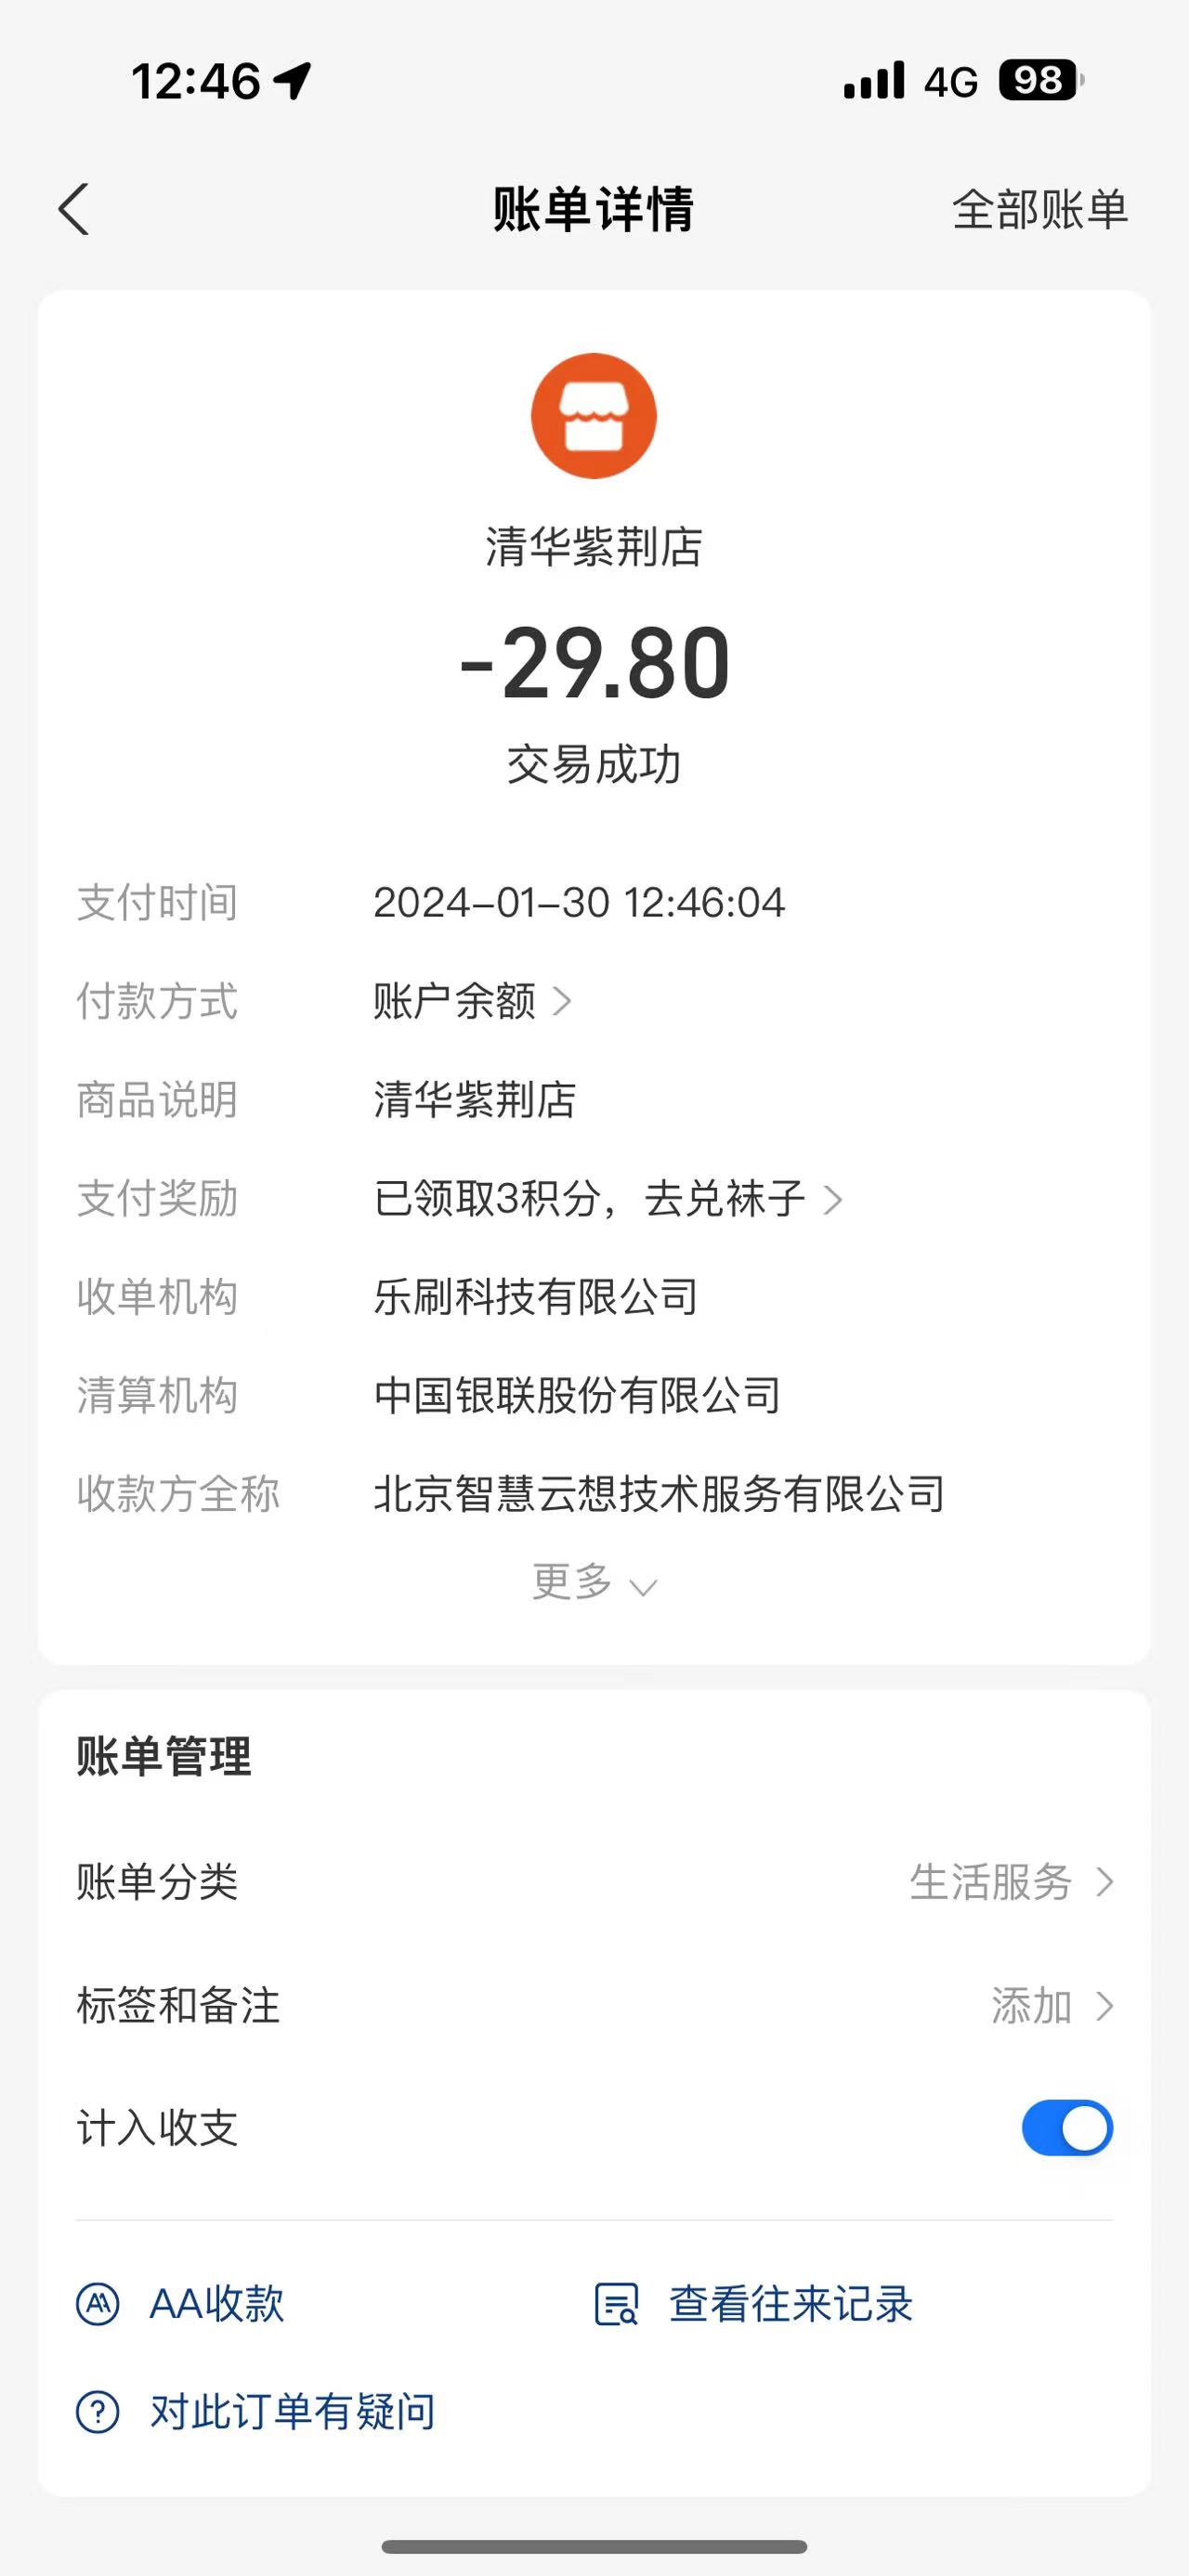 12:46 4G 98
账单详情 全部账单
清华紫荆店
-29.80
交易成功
支付时间 2024-01-30 12:46:04
付款方式 账户余额
商品说明 清华紫荆店
支付奖励 已领取3积分，去兑袜子
收单机构 乐刷科技有限公司
清算机构 中国银联股份有限公司
收款方全称 北京智慧云想技术服务有限公司
更多
账单管理
账单分类 生活服务
标签和备注 添加
计入收支
AA收款 查看往来记录
对此订单有疑问